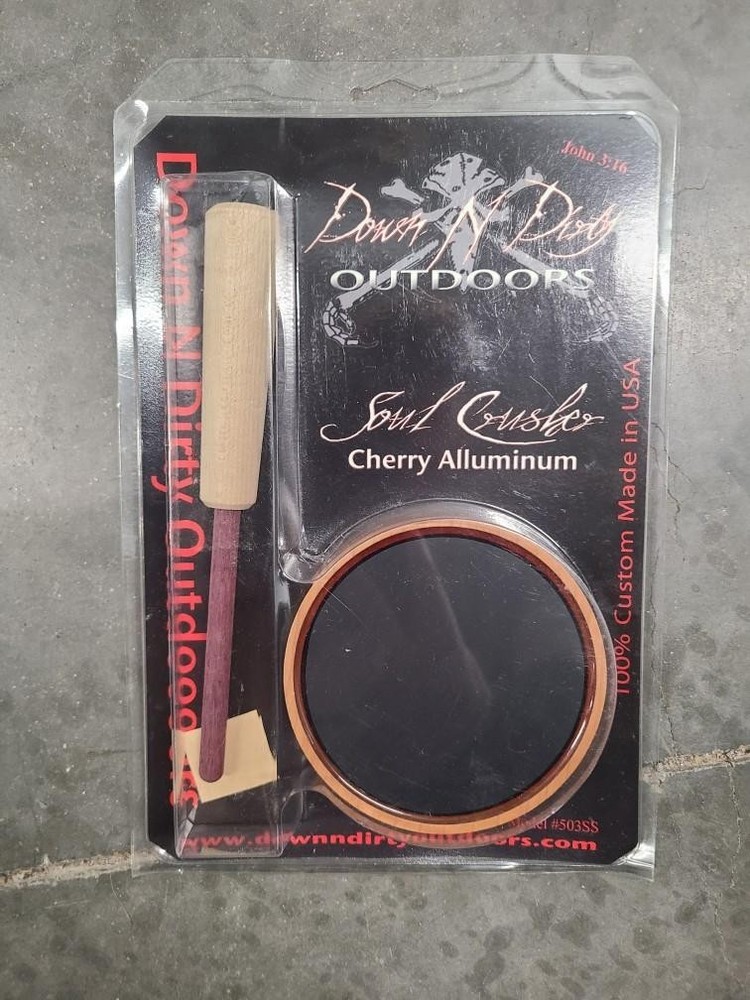 John 3:16
Down N Dirty
OUTDOORS
Soul Crusher
Cherry Alluminum
100% Custom Made in USA
Down N Dirty Outdoors
Model #503SS
www.downndirtyoutdoors.com